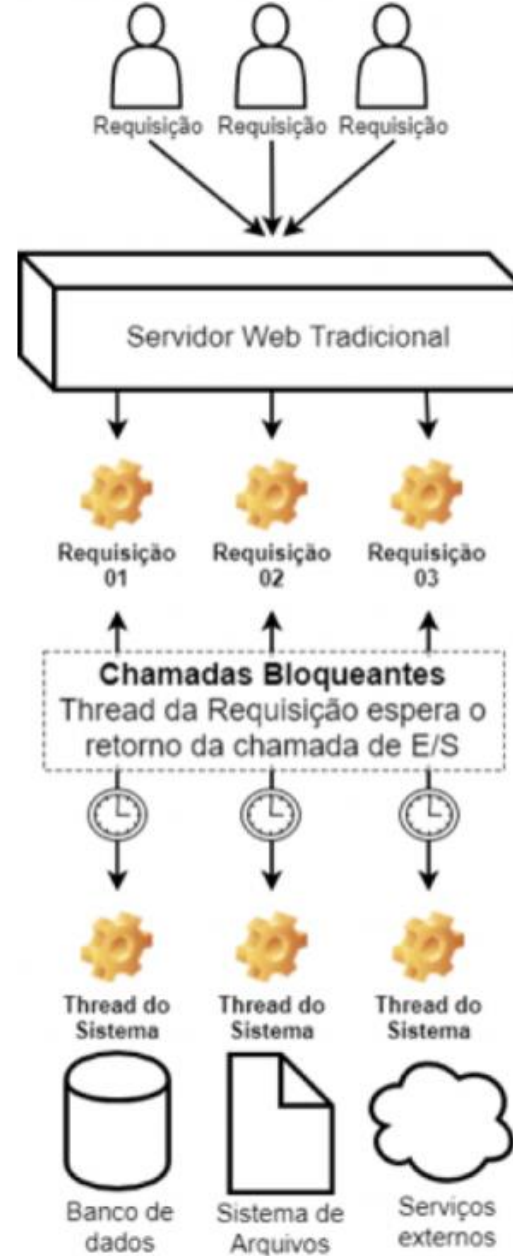 Requisição Requisição Requisição
Servidor Web Tradicional
Requisição 01
Requisição 02
Requisição 03
Chamadas Bloqueantes
Thread da Requisição espera o
retorno da chamada de E/S
Thread do
Sistema
Thread do
Sistema
Thread do
Sistema
Banco de
dados
Sistema de
Arquivos
Serviços
externos